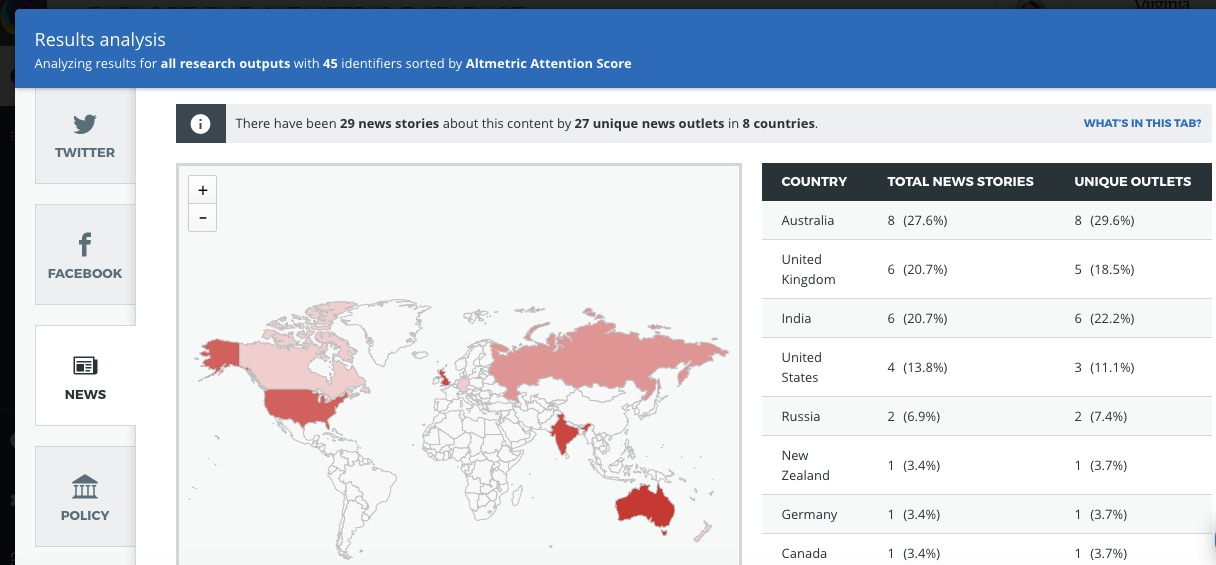 Virginia
Results analysis
Analyzing results for all research outputs with 45 identifiers sorted by Altmetric Attention Score
TWITTER
FACEBOOK
NEWS
POLICY
There have been 29 news stories about this content by 27 unique news outlets in 8 countries.
WHAT'S IN THIS TAB?
+
−
COUNTRY TOTAL NEWS STORIES UNIQUE OUTLETS
Australia 8 (27.6%) 8 (29.6%)
United
Kingdom 6 (20.7%) 5 (18.5%)
India 6 (20.7%) 6 (22.2%)
United
States 4 (13.8%) 3 (11.1%)
Russia 2 (6.9%) 2 (7.4%)
New
Zealand 1 (3.4%) 1 (3.7%)
Germany 1 (3.4%) 1 (3.7%)
Canada 1 (3.4%) 1 (3.7%)